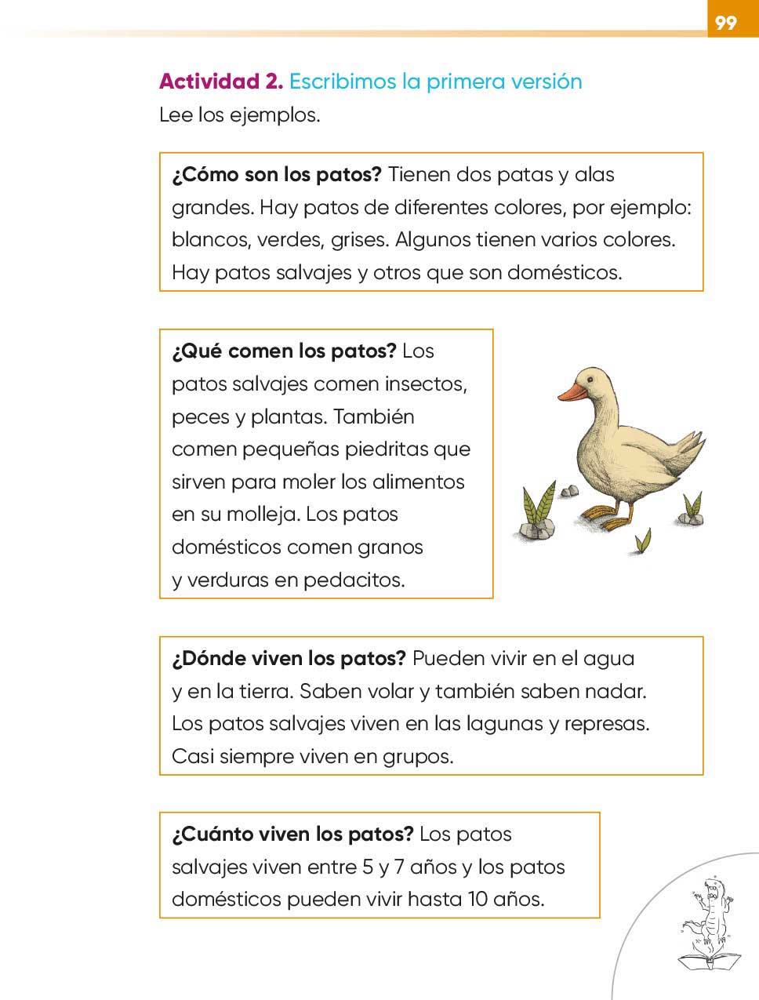 99
Actividad 2. Escribimos la primera versión
Lee los ejemplos.
¿Cómo son los patos? Tienen dos patas y alas
grandes. Hay patos de diferentes colores, por ejemplo:
blancos, verdes, grises. Algunos tienen varios colores.
Hay patos salvajes y otros que son domésticos.
¿Qué comen los patos? Los
patos salvajes comen insectos,
peces y plantas. También
comen pequeñas piedritas que
sirven para moler los alimentos
en su molleja. Los patos
domésticos comen granos
y verduras en pedacitos.
¿Dónde viven los patos? Pueden vivir en el agua
y en la tierra. Saben volar y también saben nadar.
Los patos salvajes viven en las lagunas y represas.
Casi siempre viven en grupos.
¿Cuánto viven los patos? Los patos
salvajes viven entre 5 y 7 años y los patos
domésticos pueden vivir hasta 10 años.